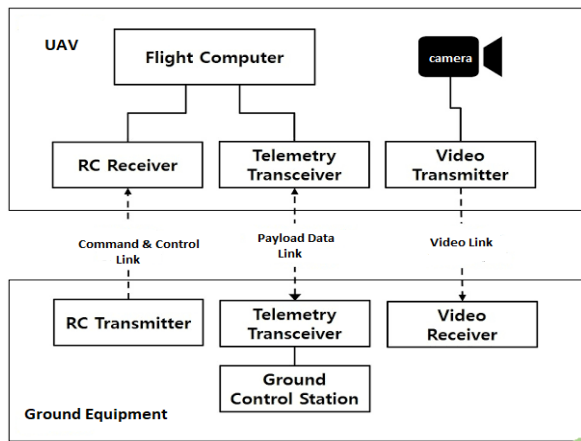 UAV
Flight Computer
camera
RC Receiver
Telemetry
Transceiver
Video
Transmitter
Command & Control
Link
Payload Data
Link
Video Link
RC Transmitter
Telemetry
Transceiver
Video
Receiver
Ground
Control Station
Ground Equipment